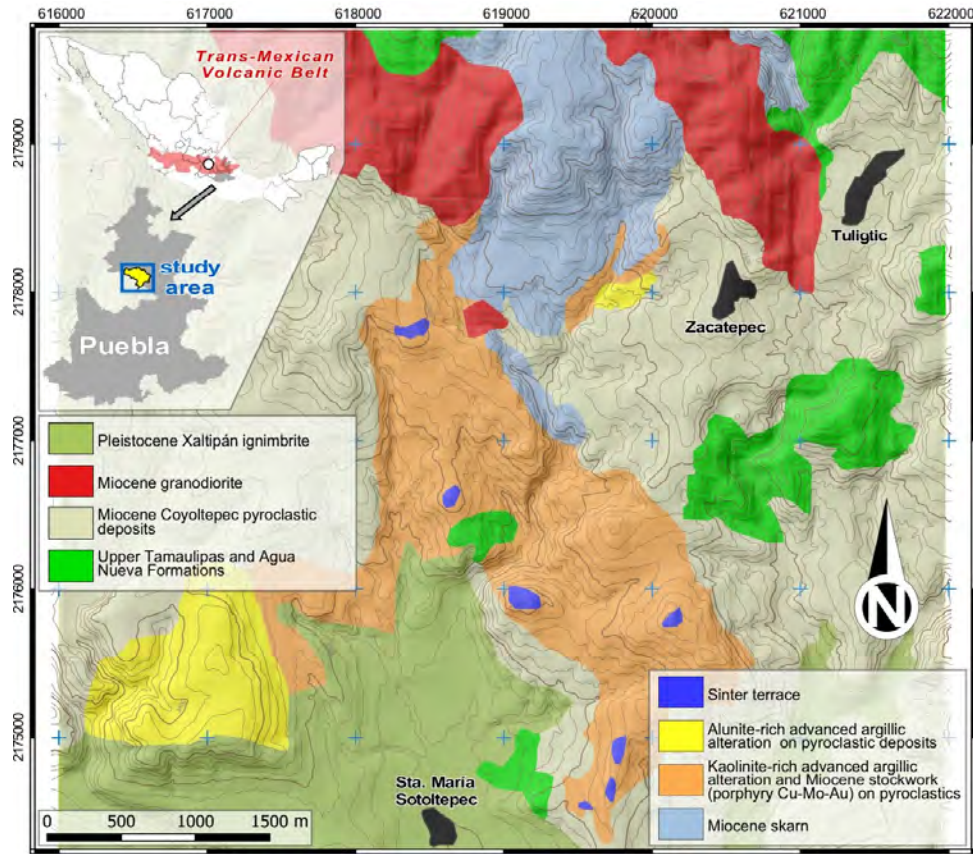 616000 617000 618000 619000 620000 621000 622000
Trans-Mexican
Volcanic Belt
2179000
Tuligtic
study
area
2178000
Zacatepec
Puebla
2177000
Pleistocene Xaltipán ignimbrite
Miocene granodiorite
Miocene Coyoltepec pyroclastic
deposits
Upper Tamaulipas and Agua
Nueva Formations
2176000
N
Sinter terrace
Alunite-rich advanced argillic
alteration on pyroclastic deposits
Kaolinite-rich advanced argillic
alteration and Miocene stockwork
(porphyry Cu-Mo-Au) on pyroclastics
Miocene skarn
2175000
Sta. María
Sotoltepec
0 500 1000 1500 m